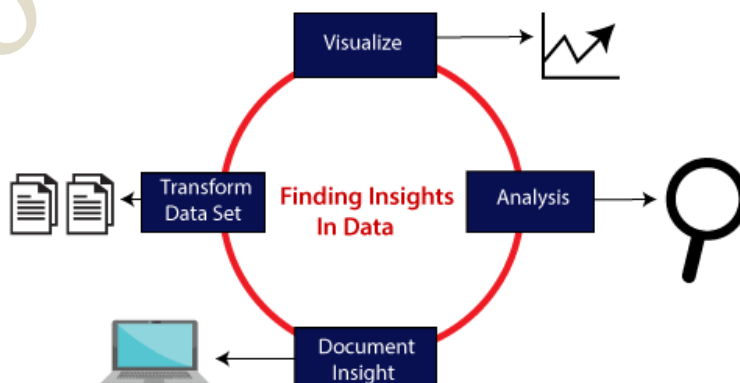 Visualize
Transform
Data Set
Finding Insights
In Data
Analysis
Document
Insight